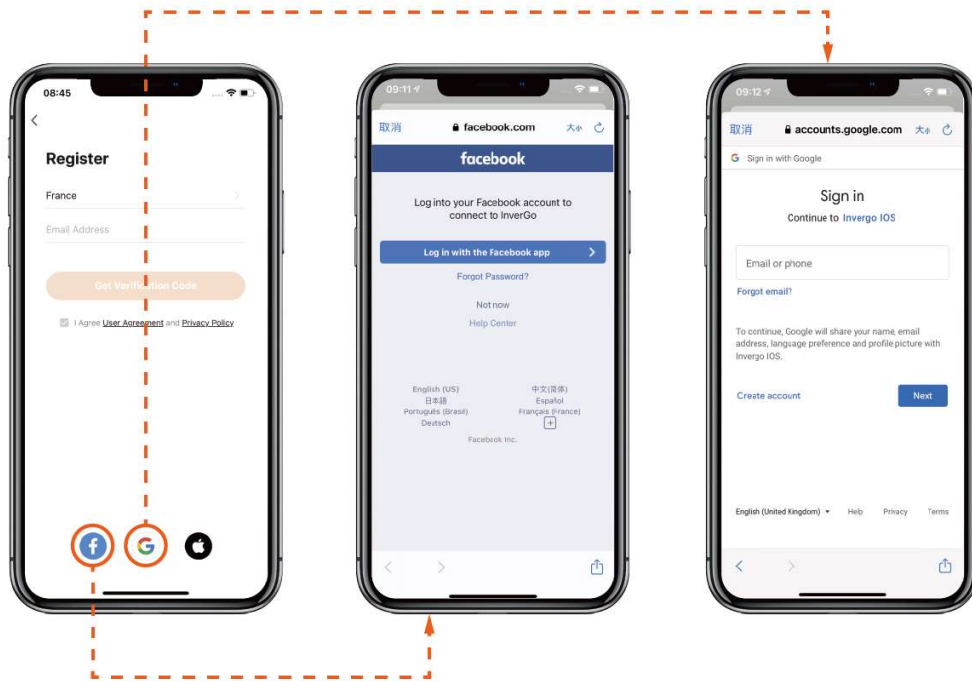 08:45
Register
France
Email Address
Get Verification Code
I Agree User Agreement and Privacy Policy
09:11
取消 facebook.com 大小
facebook
Log into your Facebook account to
connect to InverGo
Log in with the Facebook app
Forgot Password?
Not now
Help Center
English (US) 中文(简体)
日本語 Español
Português (Brasil) Français (France)
Deutsch
Facebook Inc.
09:12
取消 accounts.google.com 大小
G Sign in with Google
Sign in
Continue to Invergo IOS
Email or phone
Forgot email?
To continue, Google will share your name, email
address, language preference and profile picture with
Invergo IOS.
Create account Next
English (United Kingdom) Help Privacy Terms